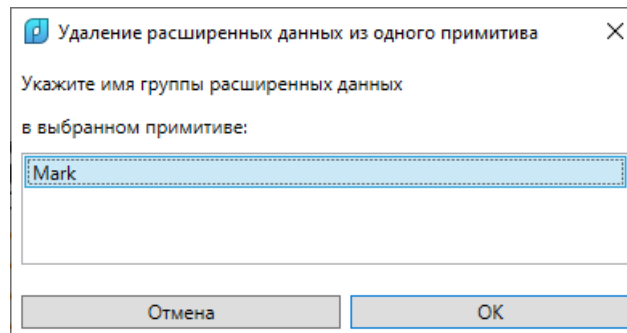 Удаление расширенных данных из одного примитива
Укажите имя группы расширенных данных
в выбранном примитиве:
Mark
Отмена
OK